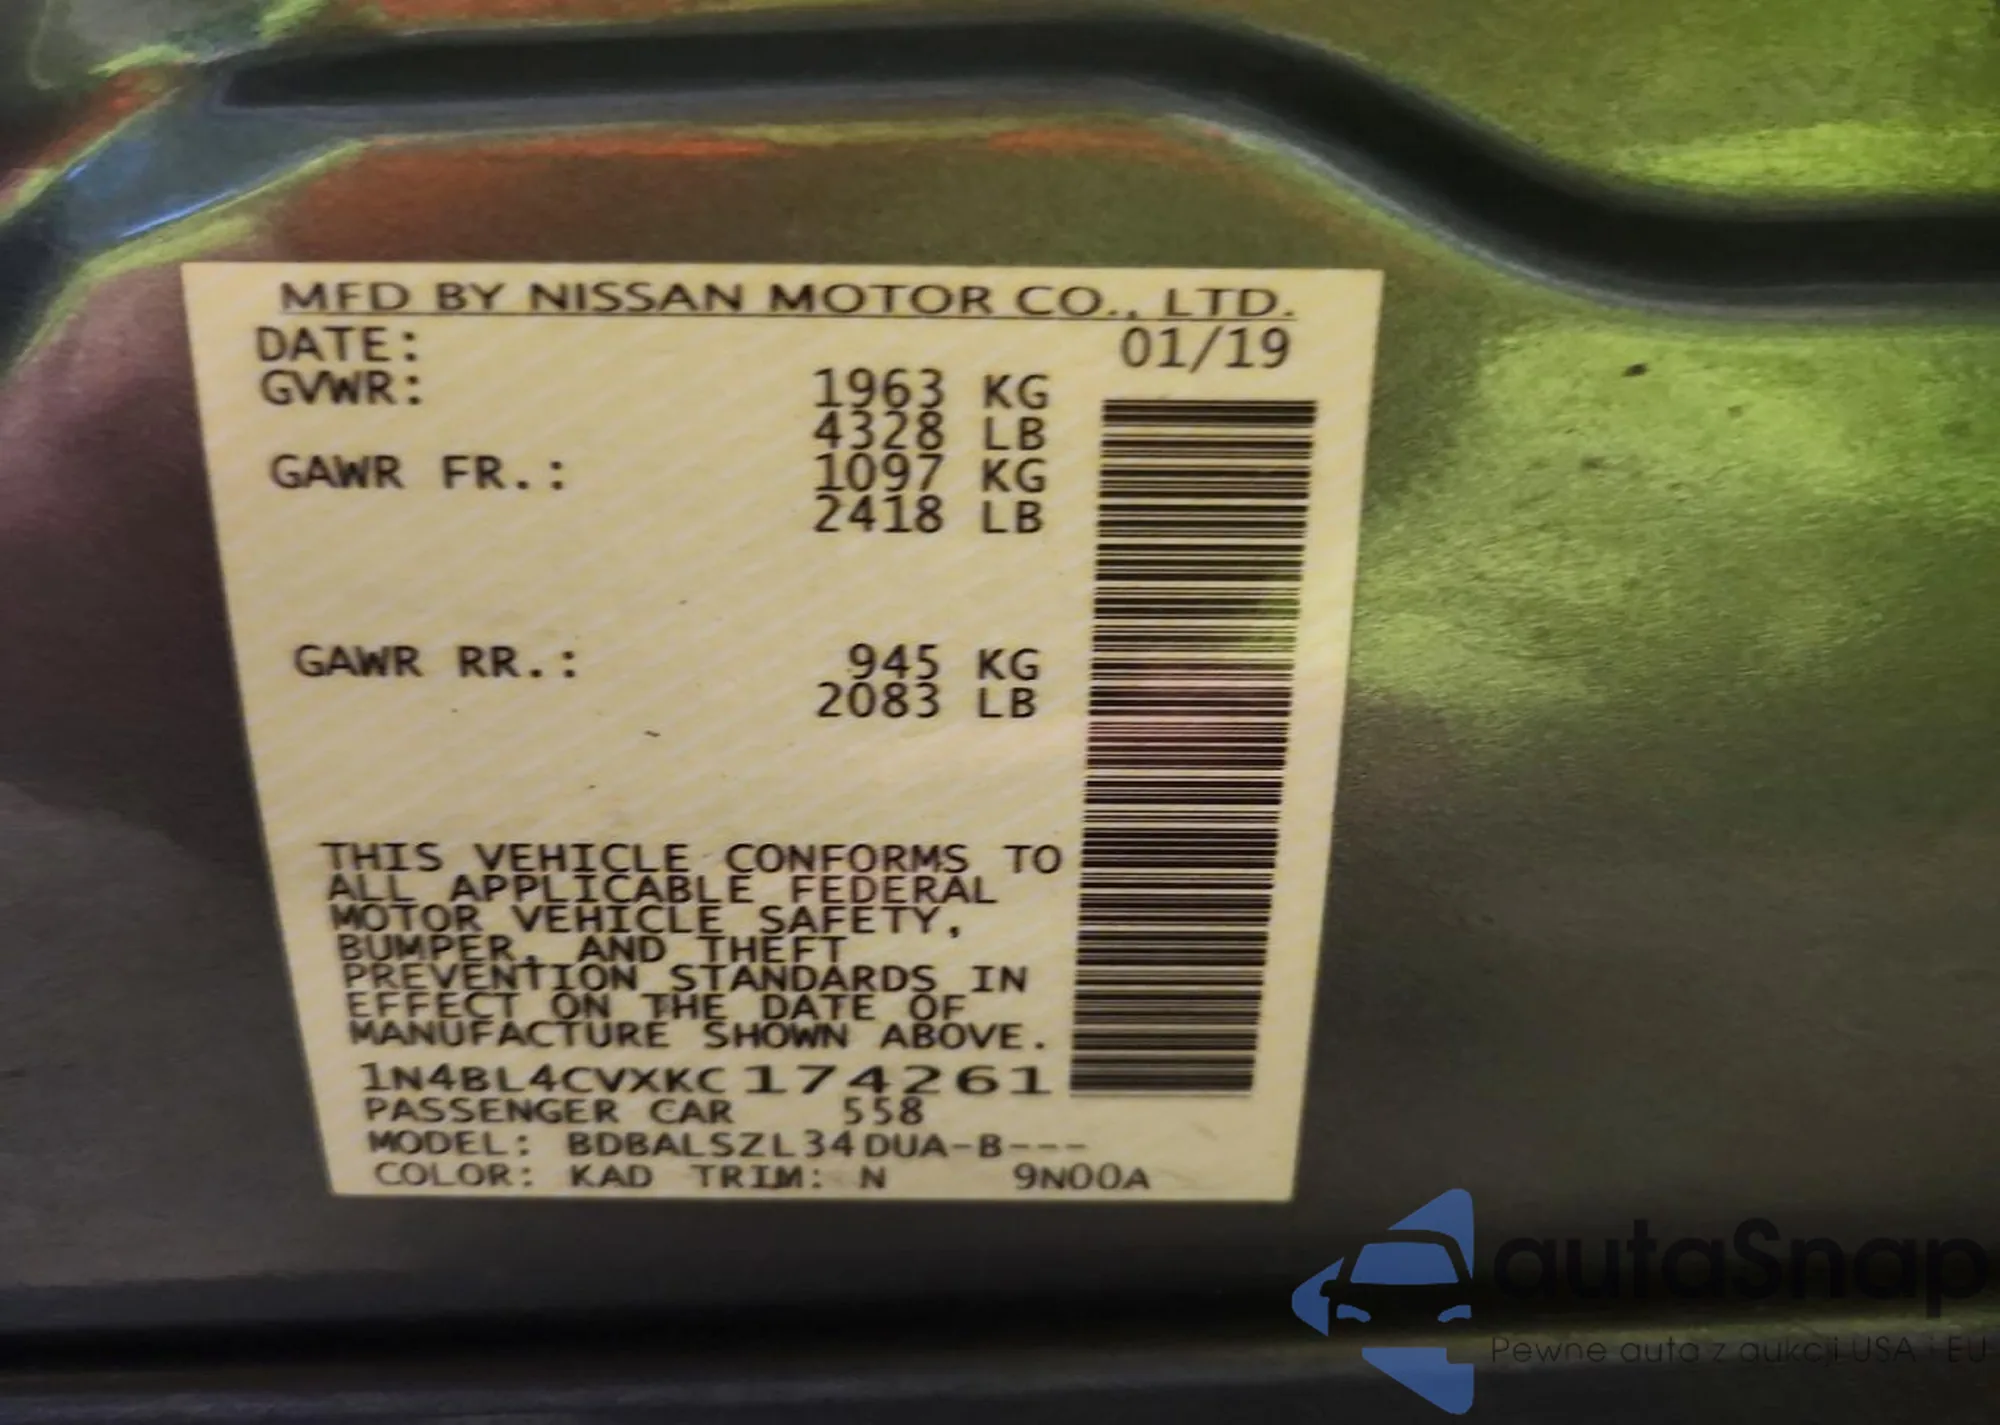 MFD BY NISSAN MOTOR CO., LTD.
DATE: 01/19
GVWR: 1963 KG
4328 LB
GAWR FR.: 1097 KG
2418 LB
GAWR RR.: 945 KG
2083 LB
THIS VEHICLE CONFORMS TO
ALL APPLICABLE FEDERAL
MOTOR VEHICLE SAFETY,
BUMPER, AND THEFT
PREVENTION STANDARDS IN
EFFECT ON THE DATE OF
MANUFACTURE SHOWN ABOVE.
1N4BL4CVXKC174261
PASSENGER CAR 558
MODEL: BDBALSZL34DUA-B---
COLOR: KAD TRIM: N 9N00A
autaSnap
Pewne auta z aukcji USA i EU